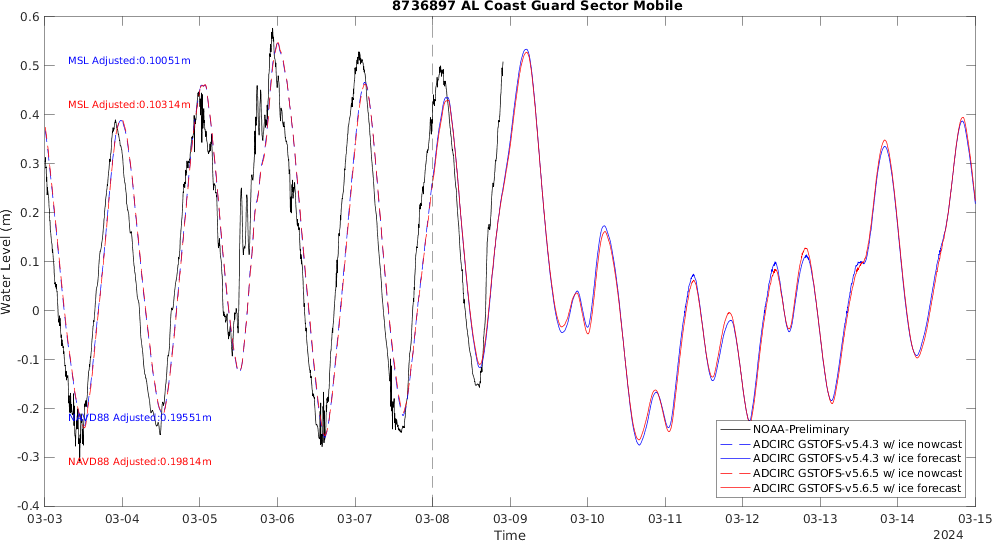 8736897 AL Coast Guard Sector Mobile
0.6
0.5
0.4
0.3
0.2
0.1
0
-0.1
-0.2
-0.3
-0.4
Water Level (m)
MSL Adjusted:0.10051m
MSL Adjusted:0.10314m
NAVD88 Adjusted:0.19551m
NAVD88 Adjusted:0.19814m
NOAA-Preliminary
ADCIRC GSTOFS-v5.4.3 w/ ice nowcast
ADCIRC GSTOFS-v5.4.3 w/ ice forecast
ADCIRC GSTOFS-v5.6.5 w/ ice nowcast
ADCIRC GSTOFS-v5.6.5 w/ ice forecast
03-03 03-04 03-05 03-06 03-07 03-08 03-09 03-10 03-11 03-12 03-13 03-14 03-15
Time
2024